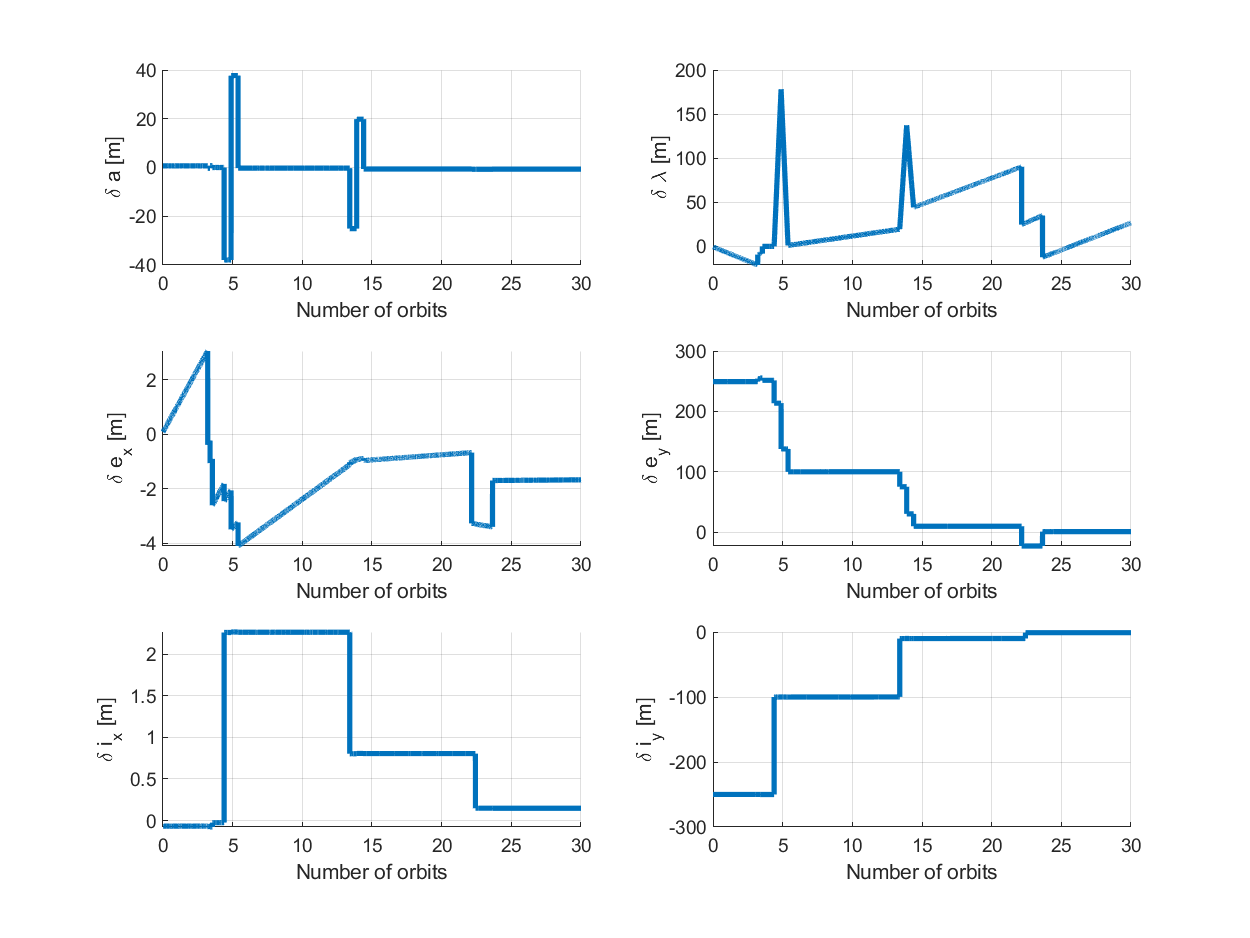 δ a [m]
40
20
0
-20
-40
0 5 10 15 20 25 30
Number of orbits
δ λ [m]
200
150
100
50
0
0 5 10 15 20 25 30
Number of orbits
δ e_x [m]
2
0
-2
-4
0 5 10 15 20 25 30
Number of orbits
δ e_y [m]
300
200
100
0
0 5 10 15 20 25 30
Number of orbits
δ i_x [m]
2
1.5
1
0.5
0
0 5 10 15 20 25 30
Number of orbits
δ i_y [m]
0
-100
-200
-300
0 5 10 15 20 25 30
Number of orbits